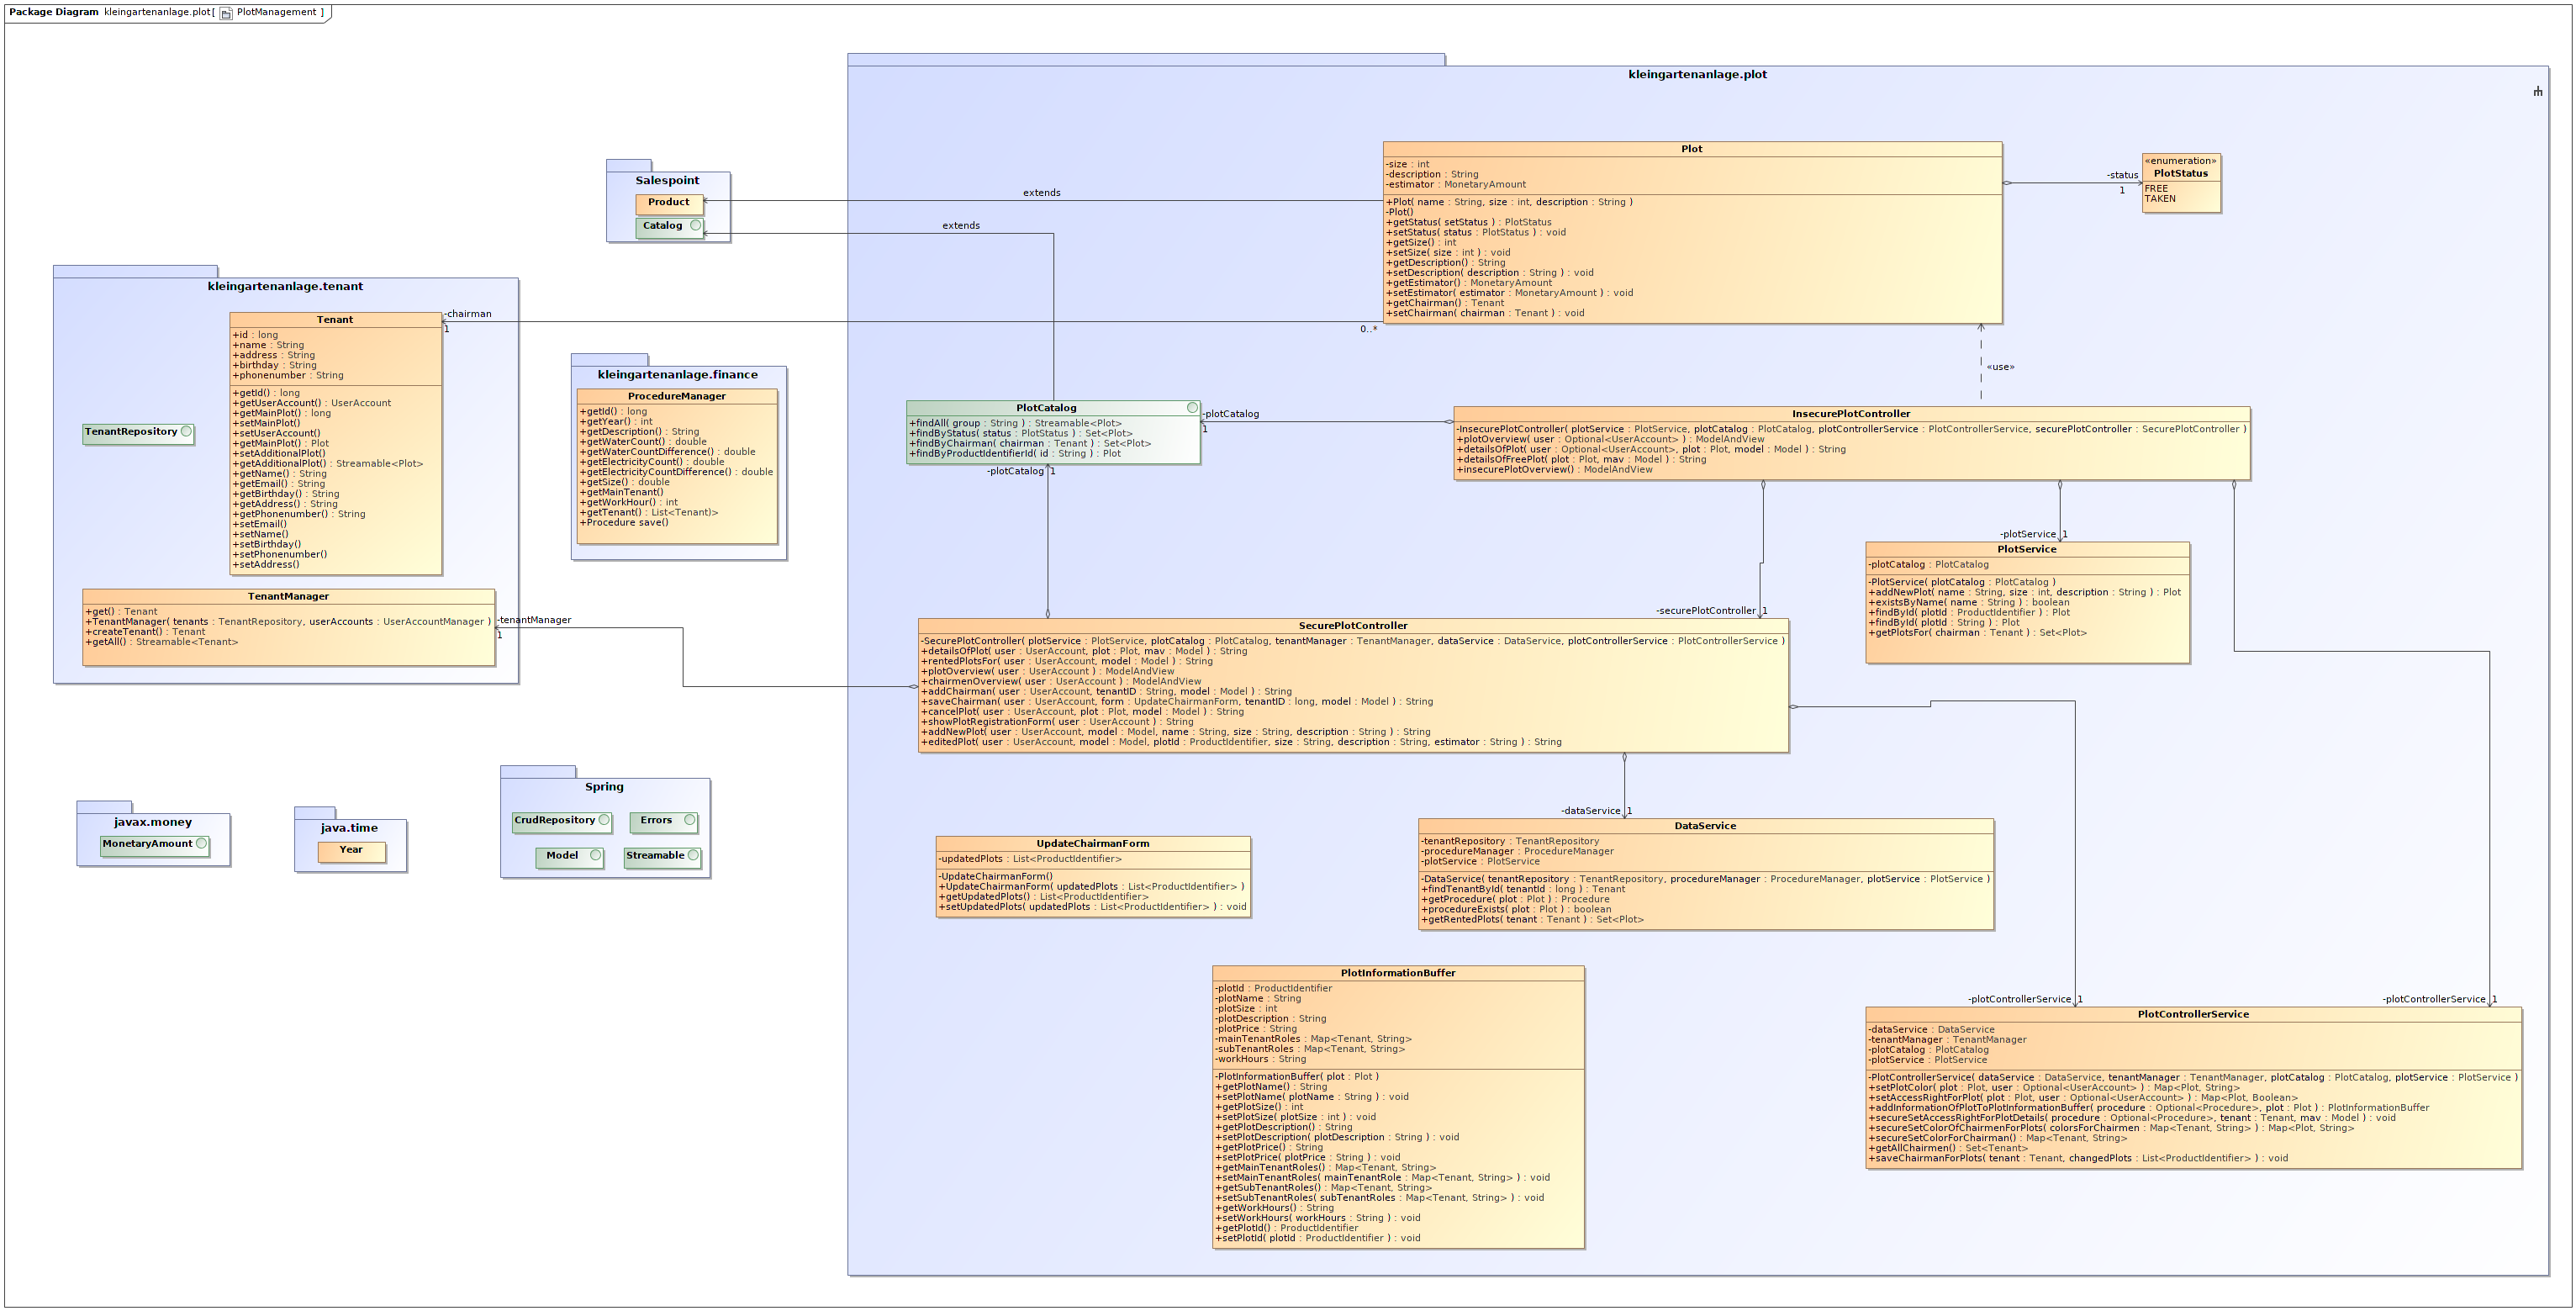 Package Diagram kleingartenanlage.plot[ PlotManagement ]
kleingartenanlage.plot
Plot
-size : int
-description : String
-estimator : MonetaryAmount
+Plot( name : String, size : int, description : String )
-Plot()
+getStatus( setStatus ) : PlotStatus
+setStatus( status : PlotStatus ) : void
+getSize() : int
+setSize( size : int ) : void
+getDescription() : String
+setDescription( description : String ) : void
+getEstimator() : MonetaryAmount
+setEstimator( estimator : MonetaryAmount ) : void
+getChairman() : Tenant
+setChairman( chairman : Tenant ) : void
-status
1
«enumeration»
PlotStatus
FREE
TAKEN
Salespoint
Product
Catalog
extends
extends
kleingartenanlage.tenant
Tenant
+id : long
+name : String
+address : String
+birthday : String
+phonenumber : String
+getId() : long
+getUserAccount() : UserAccount
+getMainPlot() : long
+setMainPlot()
+setUserAccount()
+getMainPlot() : Plot
+setAdditionalPlot()
+getAdditionalPlot() : Streamable<Plot>
+getName() : String
+getEmail() : String
+getBirthday() : String
+getAddress() : String
+getPhonenumber() : String
+setEmail()
+setName()
+setBirthday()
+setPhonenumber()
+setAddress()
TenantRepository
TenantManager
+get() : Tenant
+TenantManager( tenants : TenantRepository, userAccounts : UserAccountManager )
+createTenant() : Tenant
+getAll() : Streamable<Tenant>
-chairman
1
0..*
kleingartenanlage.finance
ProcedureManager
+getId() : long
+getYear() : int
+getDescription() : String
+getWaterCount() : double
+getWaterCountDifference() : double
+getElectricityCount() : double
+getElectricityCountDifference() : double
+getSize() : double
+getMainTenant()
+getWorkHour() : int
+getTenant() : List<Tenant)>
+Procedure save()
PlotCatalog
+findAll( group : String ) : Streamable<Plot>
+findByStatus( status : PlotStatus ) : Set<Plot>
+findByChairman( chairman : Tenant ) : Set<Plot>
+findByProductIdentifierId( id : String ) : Plot
-plotCatalog
1
-plotCatalog
1
«use»
InsecurePlotController
-InsecurePlotController( plotService : PlotService, plotCatalog : PlotCatalog, plotControllerService : PlotControllerService, securePlotController : SecurePlotController )
+plotOverview( user : Optional<UserAccount> ) : ModelAndView
+detailsOfPlot( user : Optional<UserAccount>, plot : Plot, model : Model ) : String
+detailsOfFreePlot( plot : Plot, mav : Model ) : String
+insecurePlotOverview() : ModelAndView
-plotService
1
PlotService
-plotCatalog : PlotCatalog
-PlotService( plotCatalog : PlotCatalog )
+addNewPlot( name : String, size : int, description : String ) : Plot
+existsByName( name : String ) : boolean
+findById( plotId : ProductIdentifier ) : Plot
+findById( plotId : String ) : Plot
+getPlotsFor( chairman : Tenant ) : Set<Plot>
-securePlotController
1
-tenantManager
1
SecurePlotController
-SecurePlotController( plotService : PlotService, plotCatalog : PlotCatalog, tenantManager : TenantManager, dataService : DataService, plotControllerService : PlotControllerService )
+detailsOfPlot( user : UserAccount, plot : Plot, mav : Model ) : String
+rentedPlotsFor( user : UserAccount, model : Model ) : String
+plotOverview( user : UserAccount ) : ModelAndView
+chairmenOverview( user : UserAccount ) : ModelAndView
+addChairman( user : UserAccount, tenantID : String, model : Model ) : String
+saveChairman( user : UserAccount, form : UpdateChairmanForm, tenantID : long, model : Model ) : String
+cancelPlot( user : UserAccount, plot : Plot, model : Model ) : String
+showPlotRegistrationForm( user : UserAccount ) : String
+addNewPlot( user : UserAccount, model : Model, name : String, size : String, description : String ) : String
+editedPlot( user : UserAccount, model : Model, plotId : ProductIdentifier, size : String, description : String, estimator : String ) : String
javax.money
MonetaryAmount
java.time
Year
Spring
CrudRepository
Errors
Model
Streamable
UpdateChairmanForm
-updatedPlots : List<ProductIdentifier>
-UpdateChairmanForm()
+UpdateChairmanForm( updatedPlots : List<ProductIdentifier> )
+getUpdatedPlots() : List<ProductIdentifier>
+setUpdatedPlots( updatedPlots : List<ProductIdentifier> ) : void
-dataService
1
DataService
-tenantRepository : TenantRepository
-procedureManager : ProcedureManager
-plotService : PlotService
-DataService( tenantRepository : TenantRepository, procedureManager : ProcedureManager, plotService : PlotService )
+findTenantById( tenantId : long ) : Tenant
+getProcedure( plot : Plot ) : Procedure
+procedureExists( plot : Plot ) : boolean
+getRentedPlots( tenant : Tenant ) : Set<Plot>
PlotInformationBuffer
-plotId : ProductIdentifier
-plotName : String
-plotSize : int
-plotDescription : String
-plotPrice : String
-mainTenantRoles : Map<Tenant, String>
-subTenantRoles : Map<Tenant, String>
-workHours : String
-PlotInformationBuffer( plot : Plot )
+getPlotName() : String
+setPlotName( plotName : String ) : void
+getPlotSize() : int
+setPlotSize( plotSize : int ) : void
+getPlotDescription() : String
+setPlotDescription( plotDescription : String ) : void
+getPlotPrice() : String
+setPlotPrice( plotPrice : String ) : void
+getMainTenantRoles() : Map<Tenant, String>
+setMainTenantRoles( mainTenantRole : Map<Tenant, String> ) : void
+getSubTenantRoles() : Map<Tenant, String>
+setSubTenantRoles( subTenantRoles : Map<Tenant, String> ) : void
+getWorkHours() : String
+setWorkHours( workHours : String ) : void
+getPlotId() : ProductIdentifier
+setPlotId( plotId : ProductIdentifier ) : void
-plotControllerService
1
-plotControllerService
1
PlotControllerService
-dataService : DataService
-tenantManager : TenantManager
-plotCatalog : PlotCatalog
-plotService : PlotService
-PlotControllerService( dataService : DataService, tenantManager : TenantManager, plotCatalog : PlotCatalog, plotService : PlotService )
+setPlotColor( plot : Plot, user : Optional<UserAccount> ) : Map<Plot, String>
+setAccessRightForPlot( plot : Plot, user : Optional<UserAccount> ) : Map<Plot, Boolean>
+addInformationOfPlotToPlotInformationBuffer( procedure : Optional<Procedure>, plot : Plot ) : PlotInformationBuffer
+secureSetAccessRightForPlotDetails( procedure : Optional<Procedure>, tenant : Tenant, mav : Model ) : void
+secureSetColorOfChairmenForPlots( colorsForChairmen : Map<Tenant, String> ) : Map<Plot, String>
+secureSetColorForChairman() : Map<Tenant, String>
+getAllChairmen() : Set<Tenant>
+saveChairmanForPlots( tenant : Tenant, changedPlots : List<ProductIdentifier> ) : void